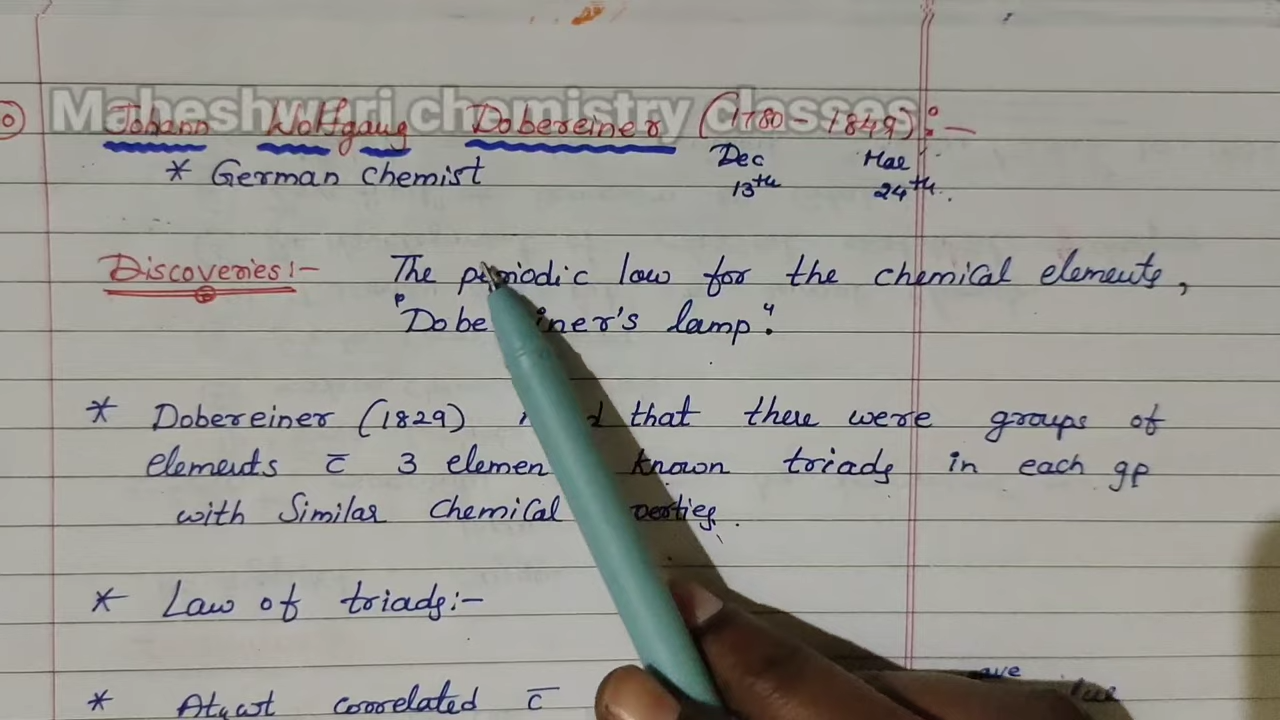 Maheshwari chemistry classes
Johann Wolfgang Dobereiner (1780 - 1849) :-
Dec Mar
* German chemist 13th 24th
Discoveries :- The periodic law for the chemical elements,
"Dobe iner's lamp".
* Dobereiner (1829) that there were groups of
elements c̅ 3 elemen known triads in each gp
with Similar Chemical perties.
* Law of triads:-
* At.wt correlated c̅